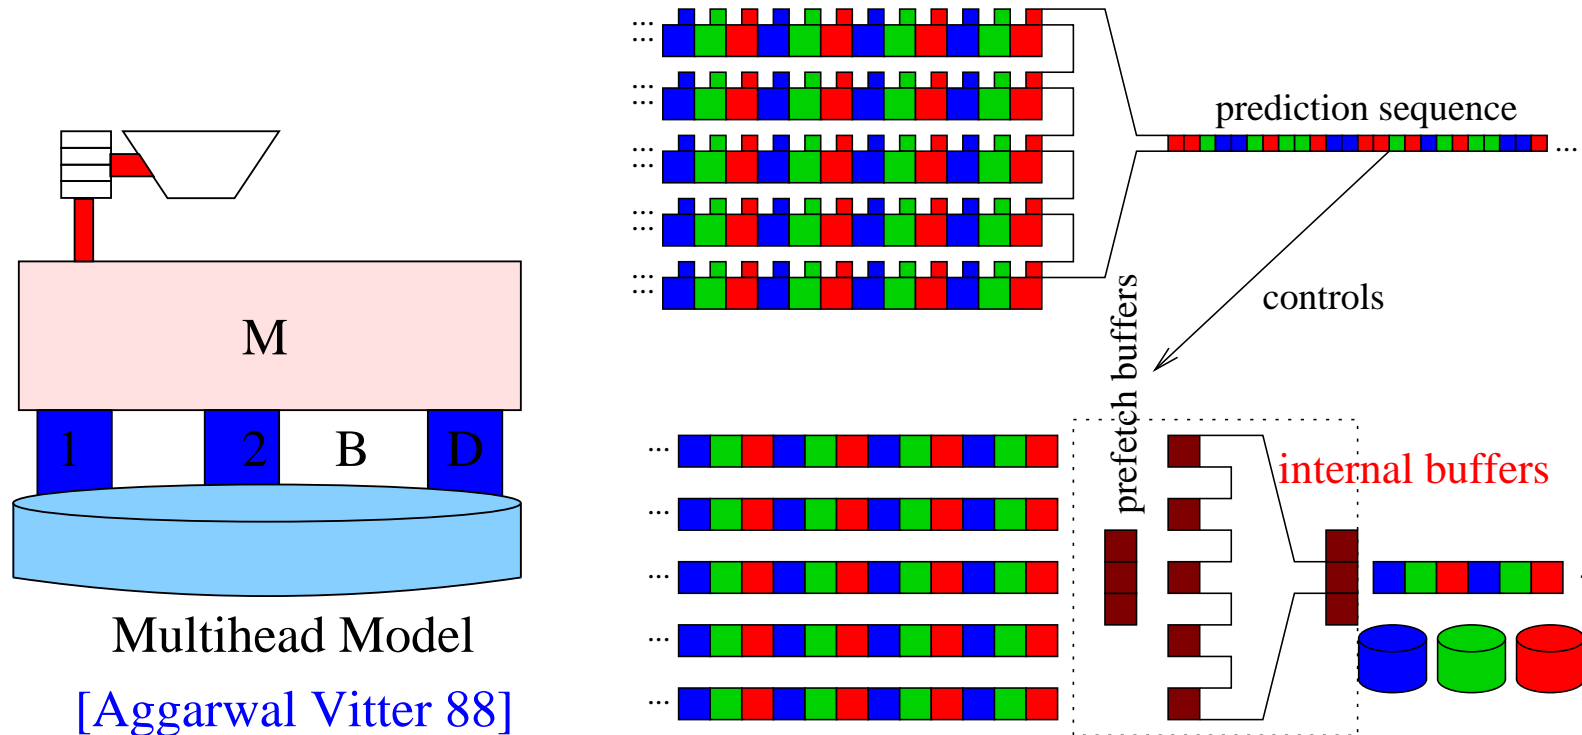 M
1 2 B D
Multihead Model
[Aggarwal Vitter 88]
...
...
...
...
...
...
...
...
...
...
prediction sequence
...
controls
prefetch buffers
internal buffers
...
...
...
...
...